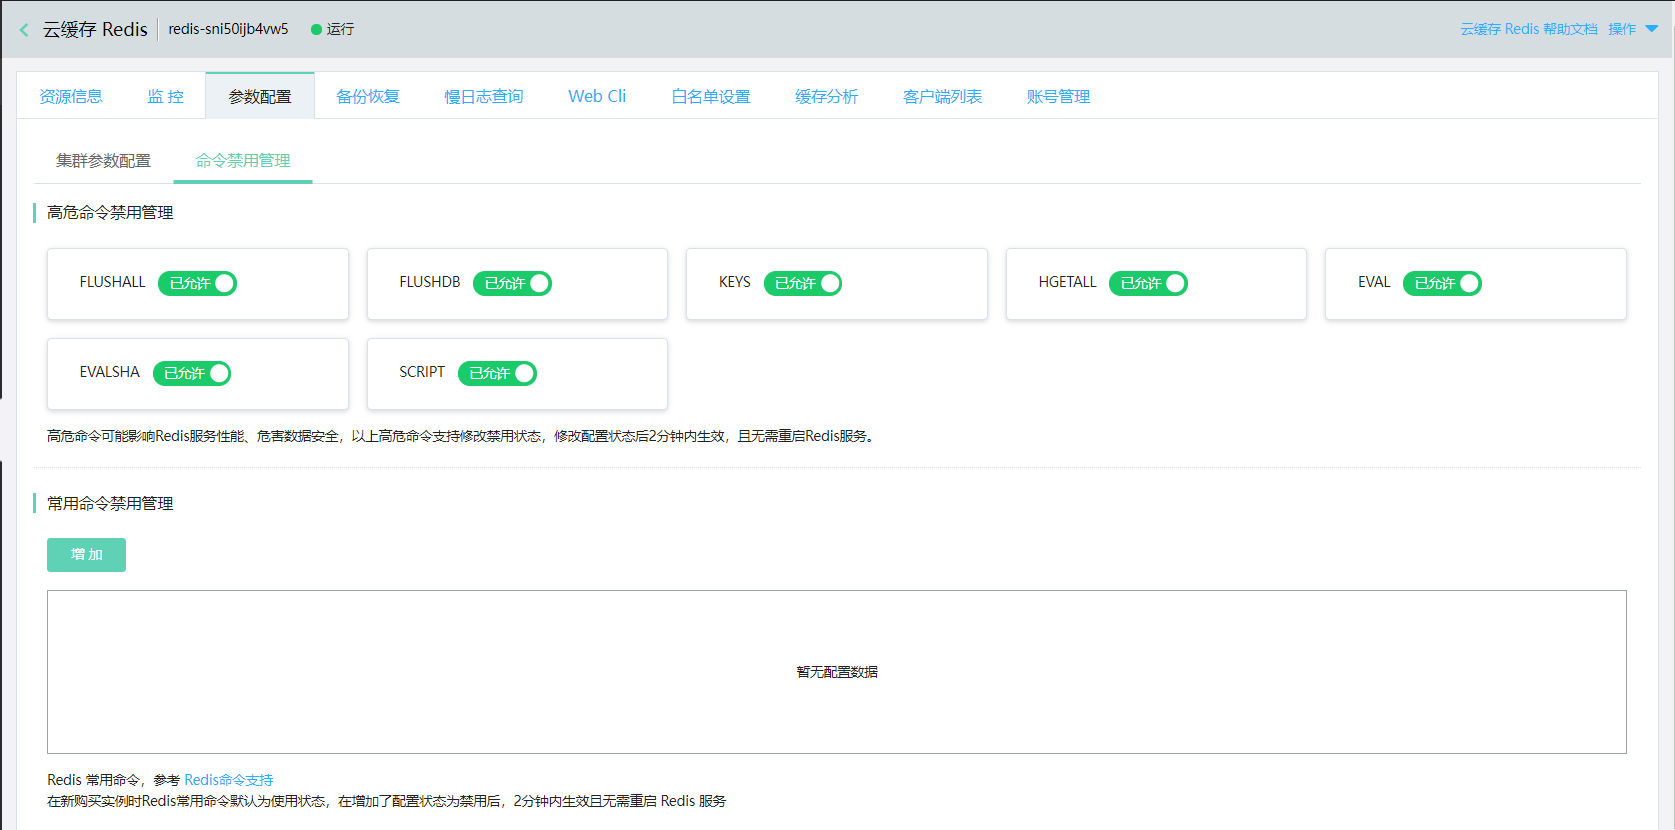 云缓存 Redis redis-sni50ijb4vw5 运行 云缓存 Redis 帮助文档 操作
资源信息 监 控 参数配置 备份恢复 慢日志查询 Web Cli 白名单设置 缓存分析 客户端列表 账号管理
集群参数配置 命令禁用管理
高危命令禁用管理
FLUSHALL 已允许 FLUSHDB 已允许 KEYS 已允许 HGETALL 已允许 EVAL 已允许
EVALSHA 已允许 SCRIPT 已允许
高危命令可能影响Redis服务性能、危害数据安全，以上高危命令支持修改禁用状态，修改配置状态后2分钟内生效，且无需重启Redis服务。
常用命令禁用管理
增 加
暂无配置数据
Redis 常用命令，参考 Redis命令支持
在新购买实例时Redis常用命令默认为使用状态，在增加了配置状态为禁用后，2分钟内生效且无需重启 Redis 服务